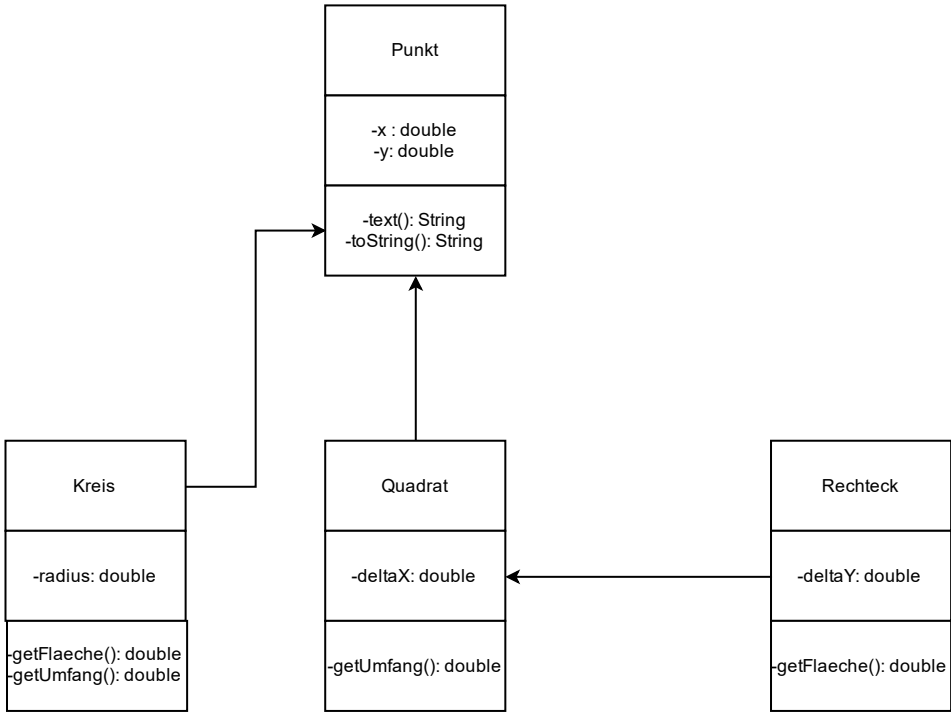 Punkt
-x : double
-y: double
-text(): String
-toString(): String
Kreis
-radius: double
-getFlaeche(): double
-getUmfang(): double
Quadrat
-deltaX: double
-getUmfang(): double
Rechteck
-deltaY: double
-getFlaeche(): double